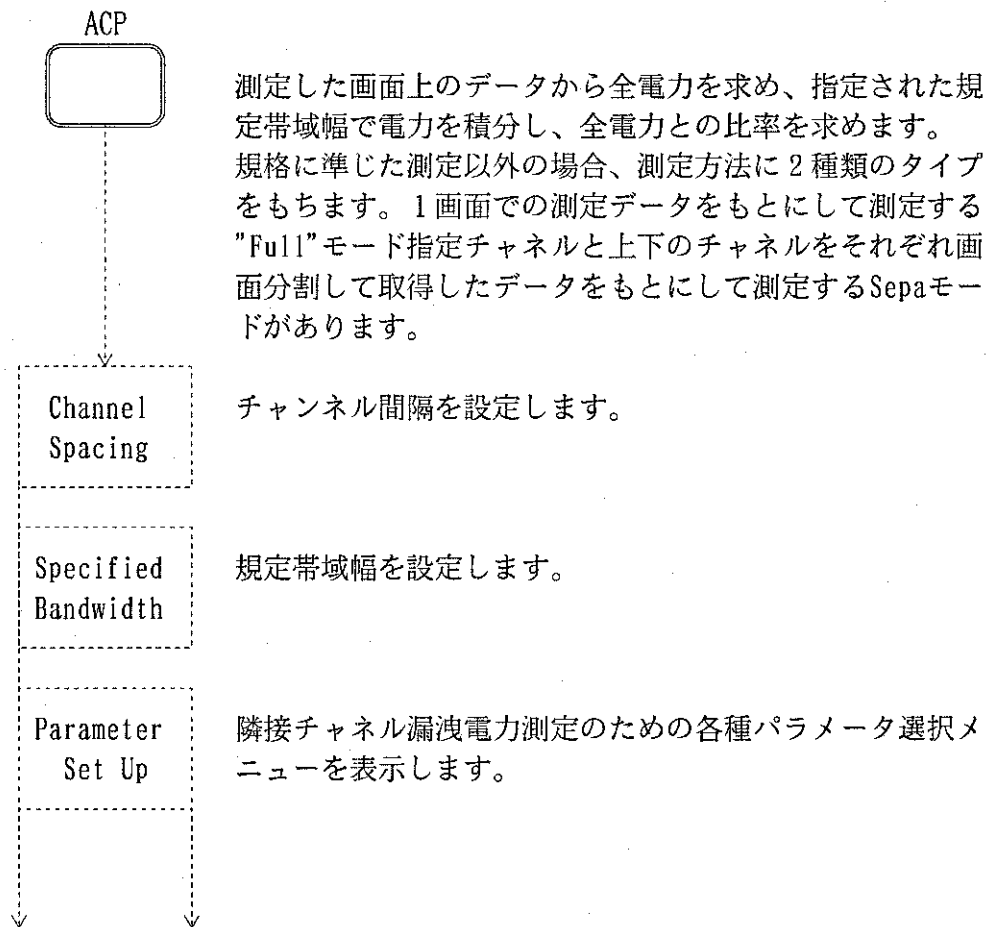 ACP
測定した画面上のデータから全電力を求め、指定された規
定帯域幅で電力を積分し、全電力との比率を求めます。
規格に準じた測定以外の場合、測定方法に２種類のタイプ
をもちます。１画面での測定データをもとにして測定する
"Full"モード指定チャネルと上下のチャネルをそれぞれ画
面分割して取得したデータをもとにして測定するSepaモー
ドがあります。
Channel
Spacing
チャンネル間隔を設定します。
Specified
Bandwidth
規定帯域幅を設定します。
Parameter
Set Up
隣接チャネル漏洩電力測定のための各種パラメータ選択メ
ニューを表示します。